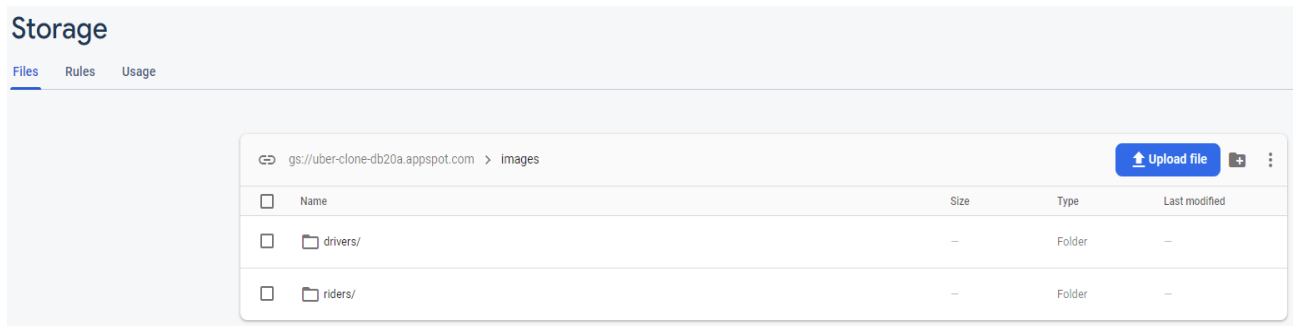 Storage
Files Rules Usage
gs://uber-clone-db20a.appspot.com > images Upload file
Name Size Type Last modified
drivers/ — Folder —
riders/ — Folder —